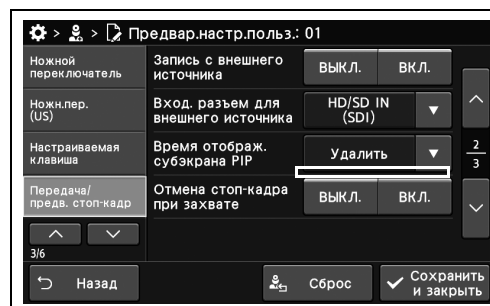 > > Предвар.настр.польз.: 01
Ножной
переключатель
Ножн.пер.
(US)
Настраиваемая
клавиша
Передача/
предв. стоп-кадр
3/6
Запись с внешнего
источника
ВЫКЛ. ВКЛ.
Вход. разъем для
внешнего источника
HD/SD IN
(SDI)
▼
Время отображ.
субэкрана PIP
Удалить ▼
Отмена стоп-кадра
при захвате
ВЫКЛ. ВКЛ.
2
3
Назад
Сброс
Сохранить
и закрыть